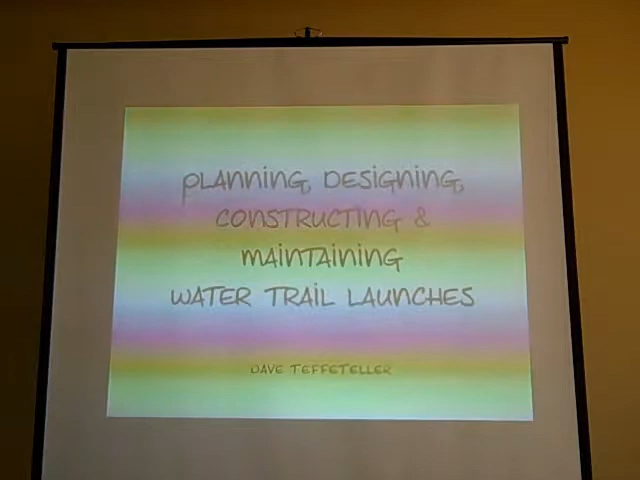 PLANNING, DESIGNING,
CONSTRUCTING &
MAINTAINING
WATER TRAIL LAUNCHES
DAVE TEFFETELLER